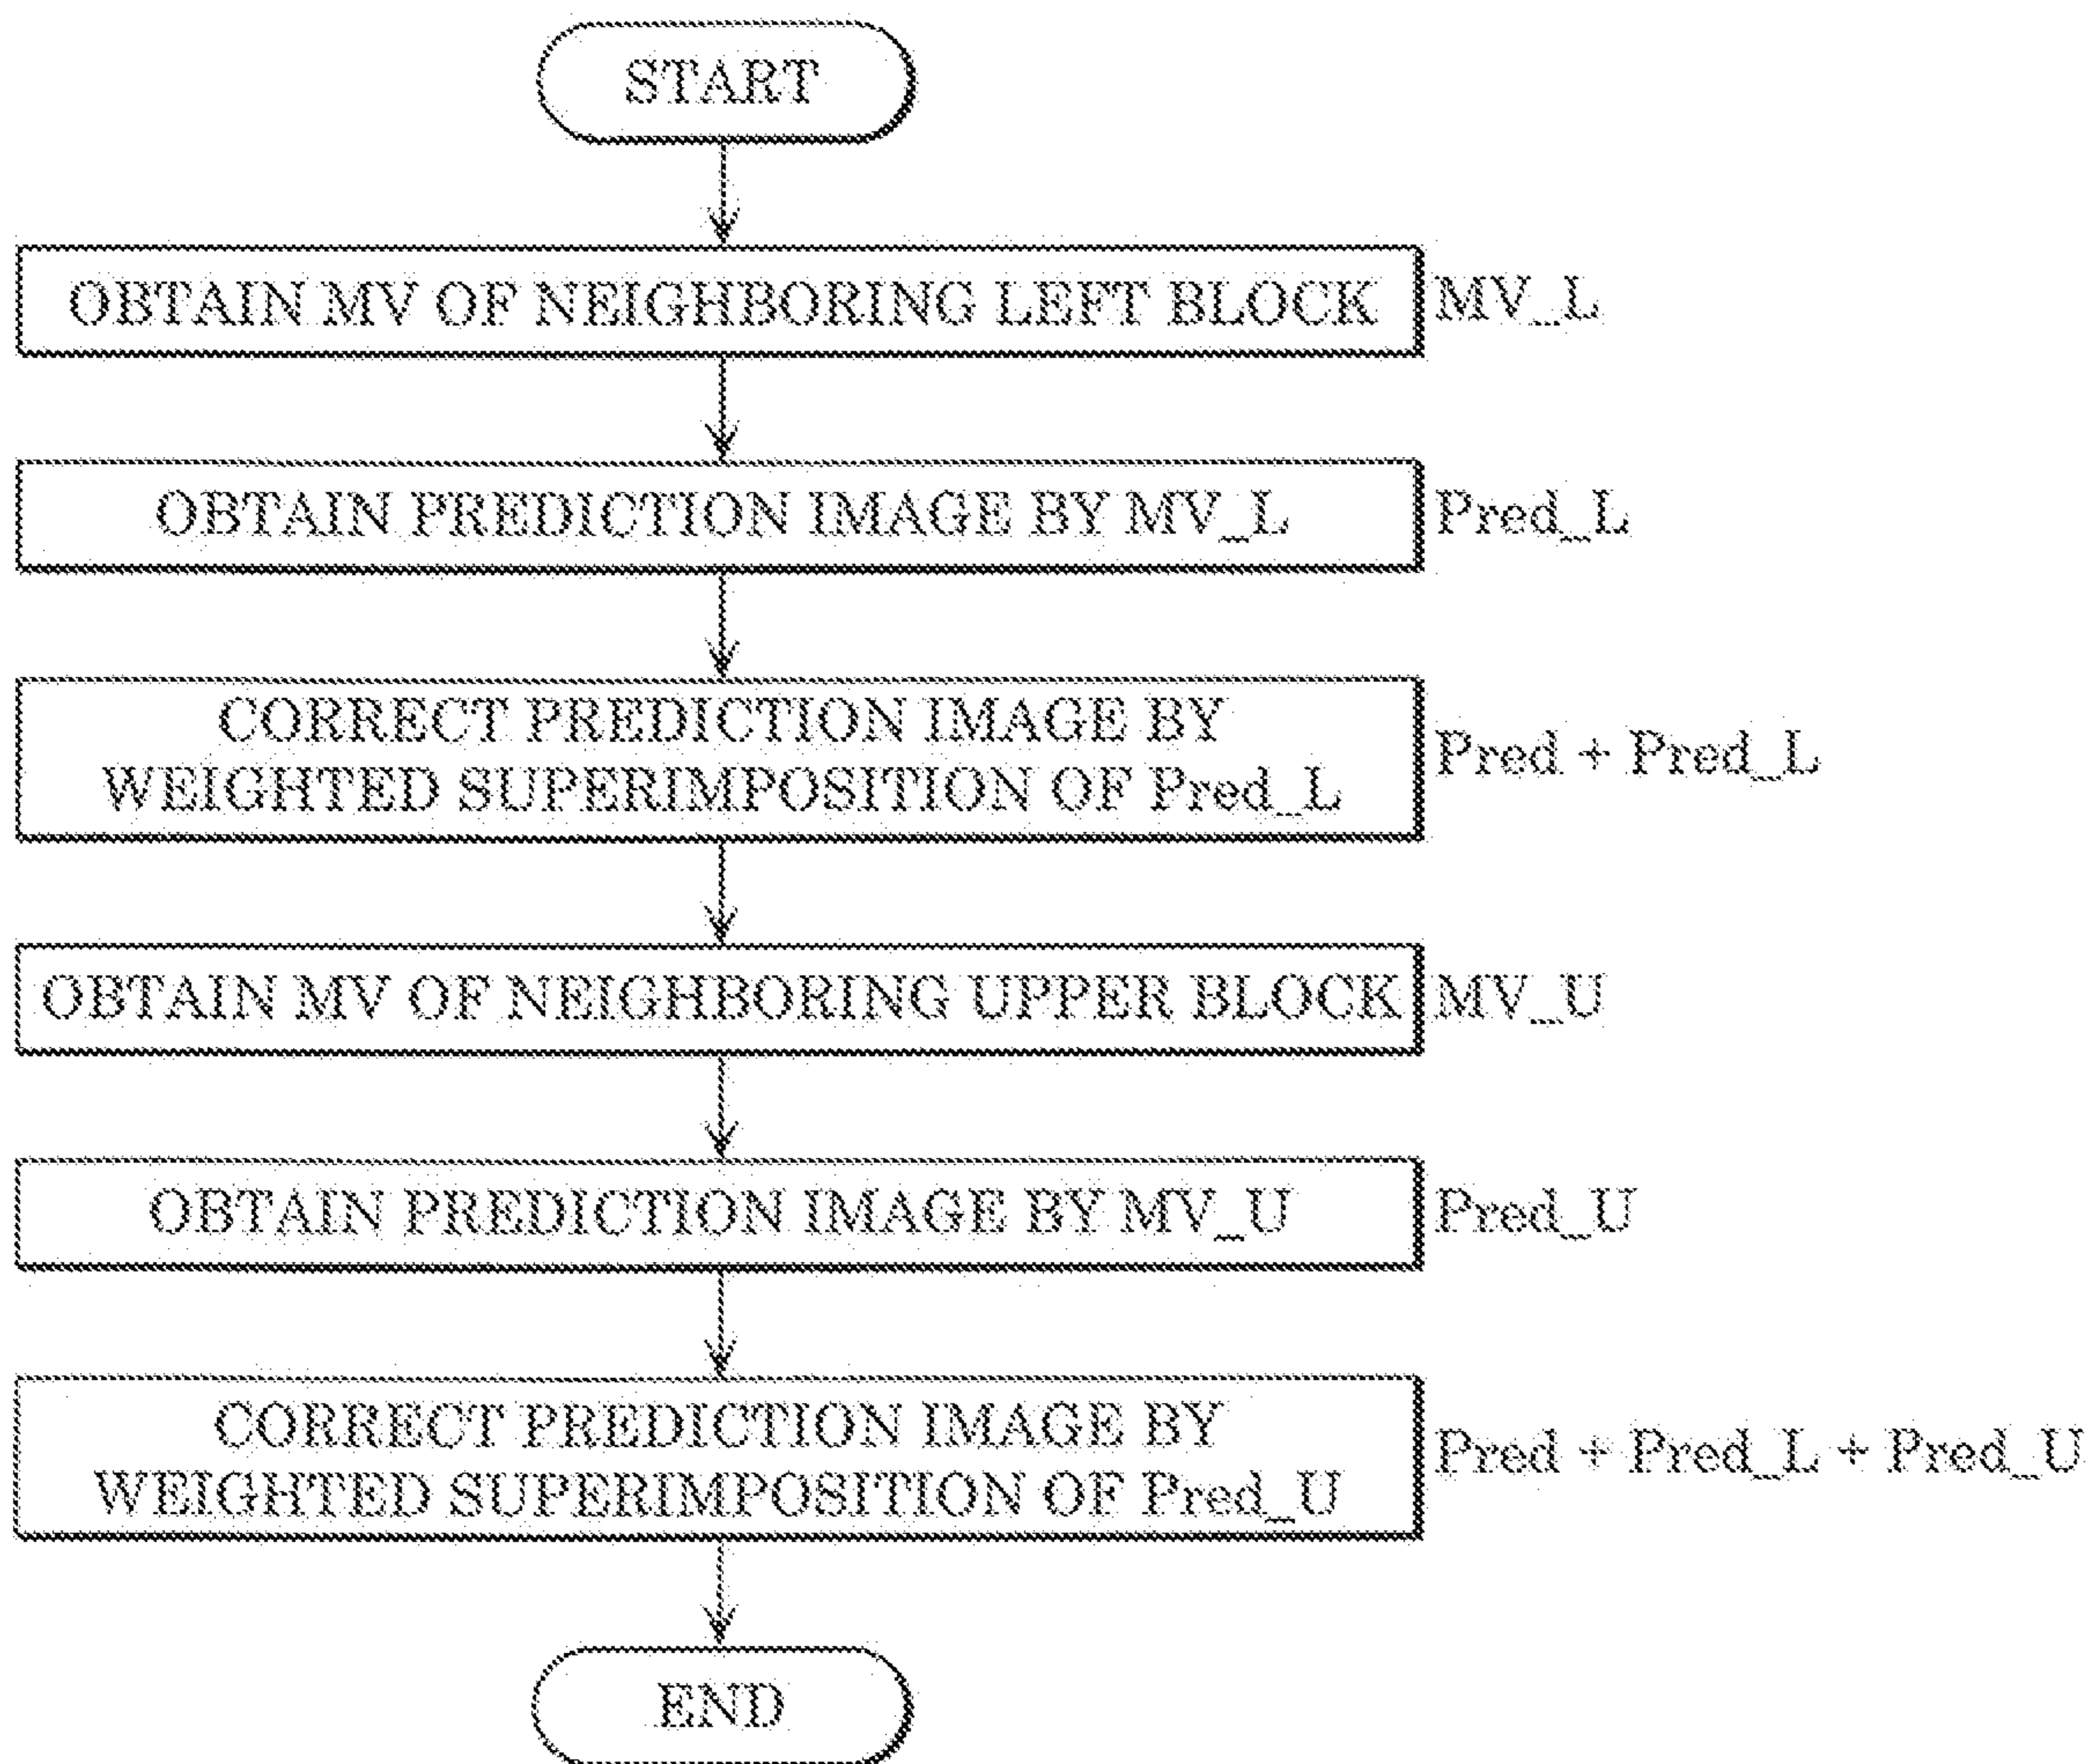 START
OBTAIN MV OF NEIGHBORING LEFT BLOCK
MV_L
OBTAIN PREDICTION IMAGE BY MV_L
Pred_L
CORRECT PREDICTION IMAGE BY
WEIGHTED SUPERIMPOSITION OF Pred_L
Pred + Pred_L
OBTAIN MV OF NEIGHBORING UPPER BLOCK
MV_U
OBTAIN PREDICTION IMAGE BY MV_U
Pred_U
CORRECT PREDICTION IMAGE BY
WEIGHTED SUPERIMPOSITION OF Pred_U
Pred + Pred_L + Pred_U
END